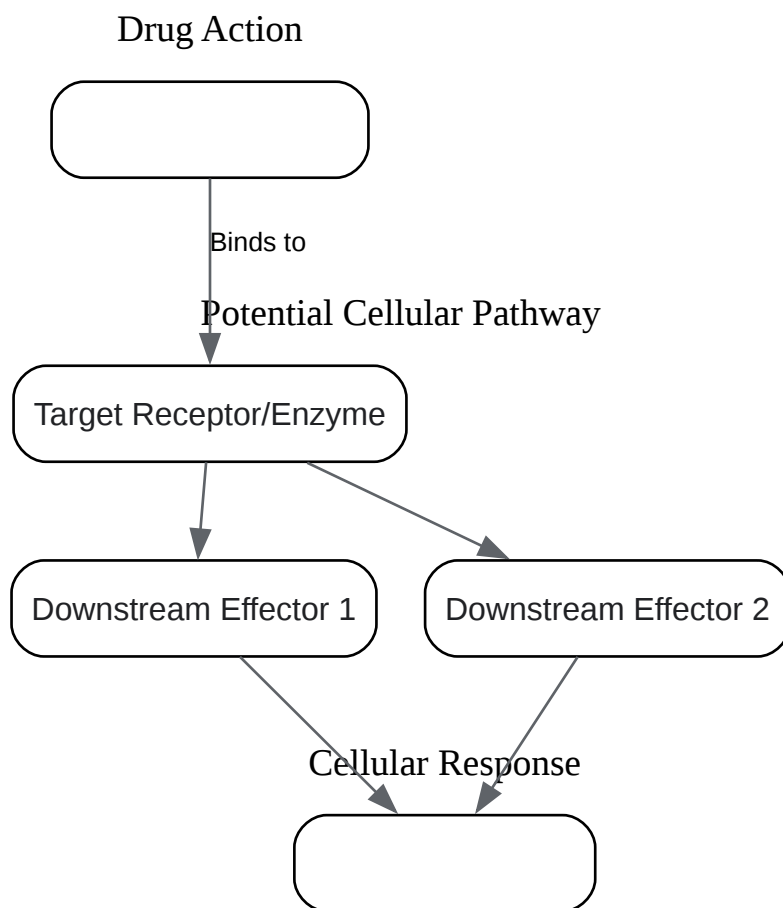 Drug Action
Binds to
Potential Cellular Pathway
Target Receptor/Enzyme
Downstream Effector 1
Downstream Effector 2
Cellular Response